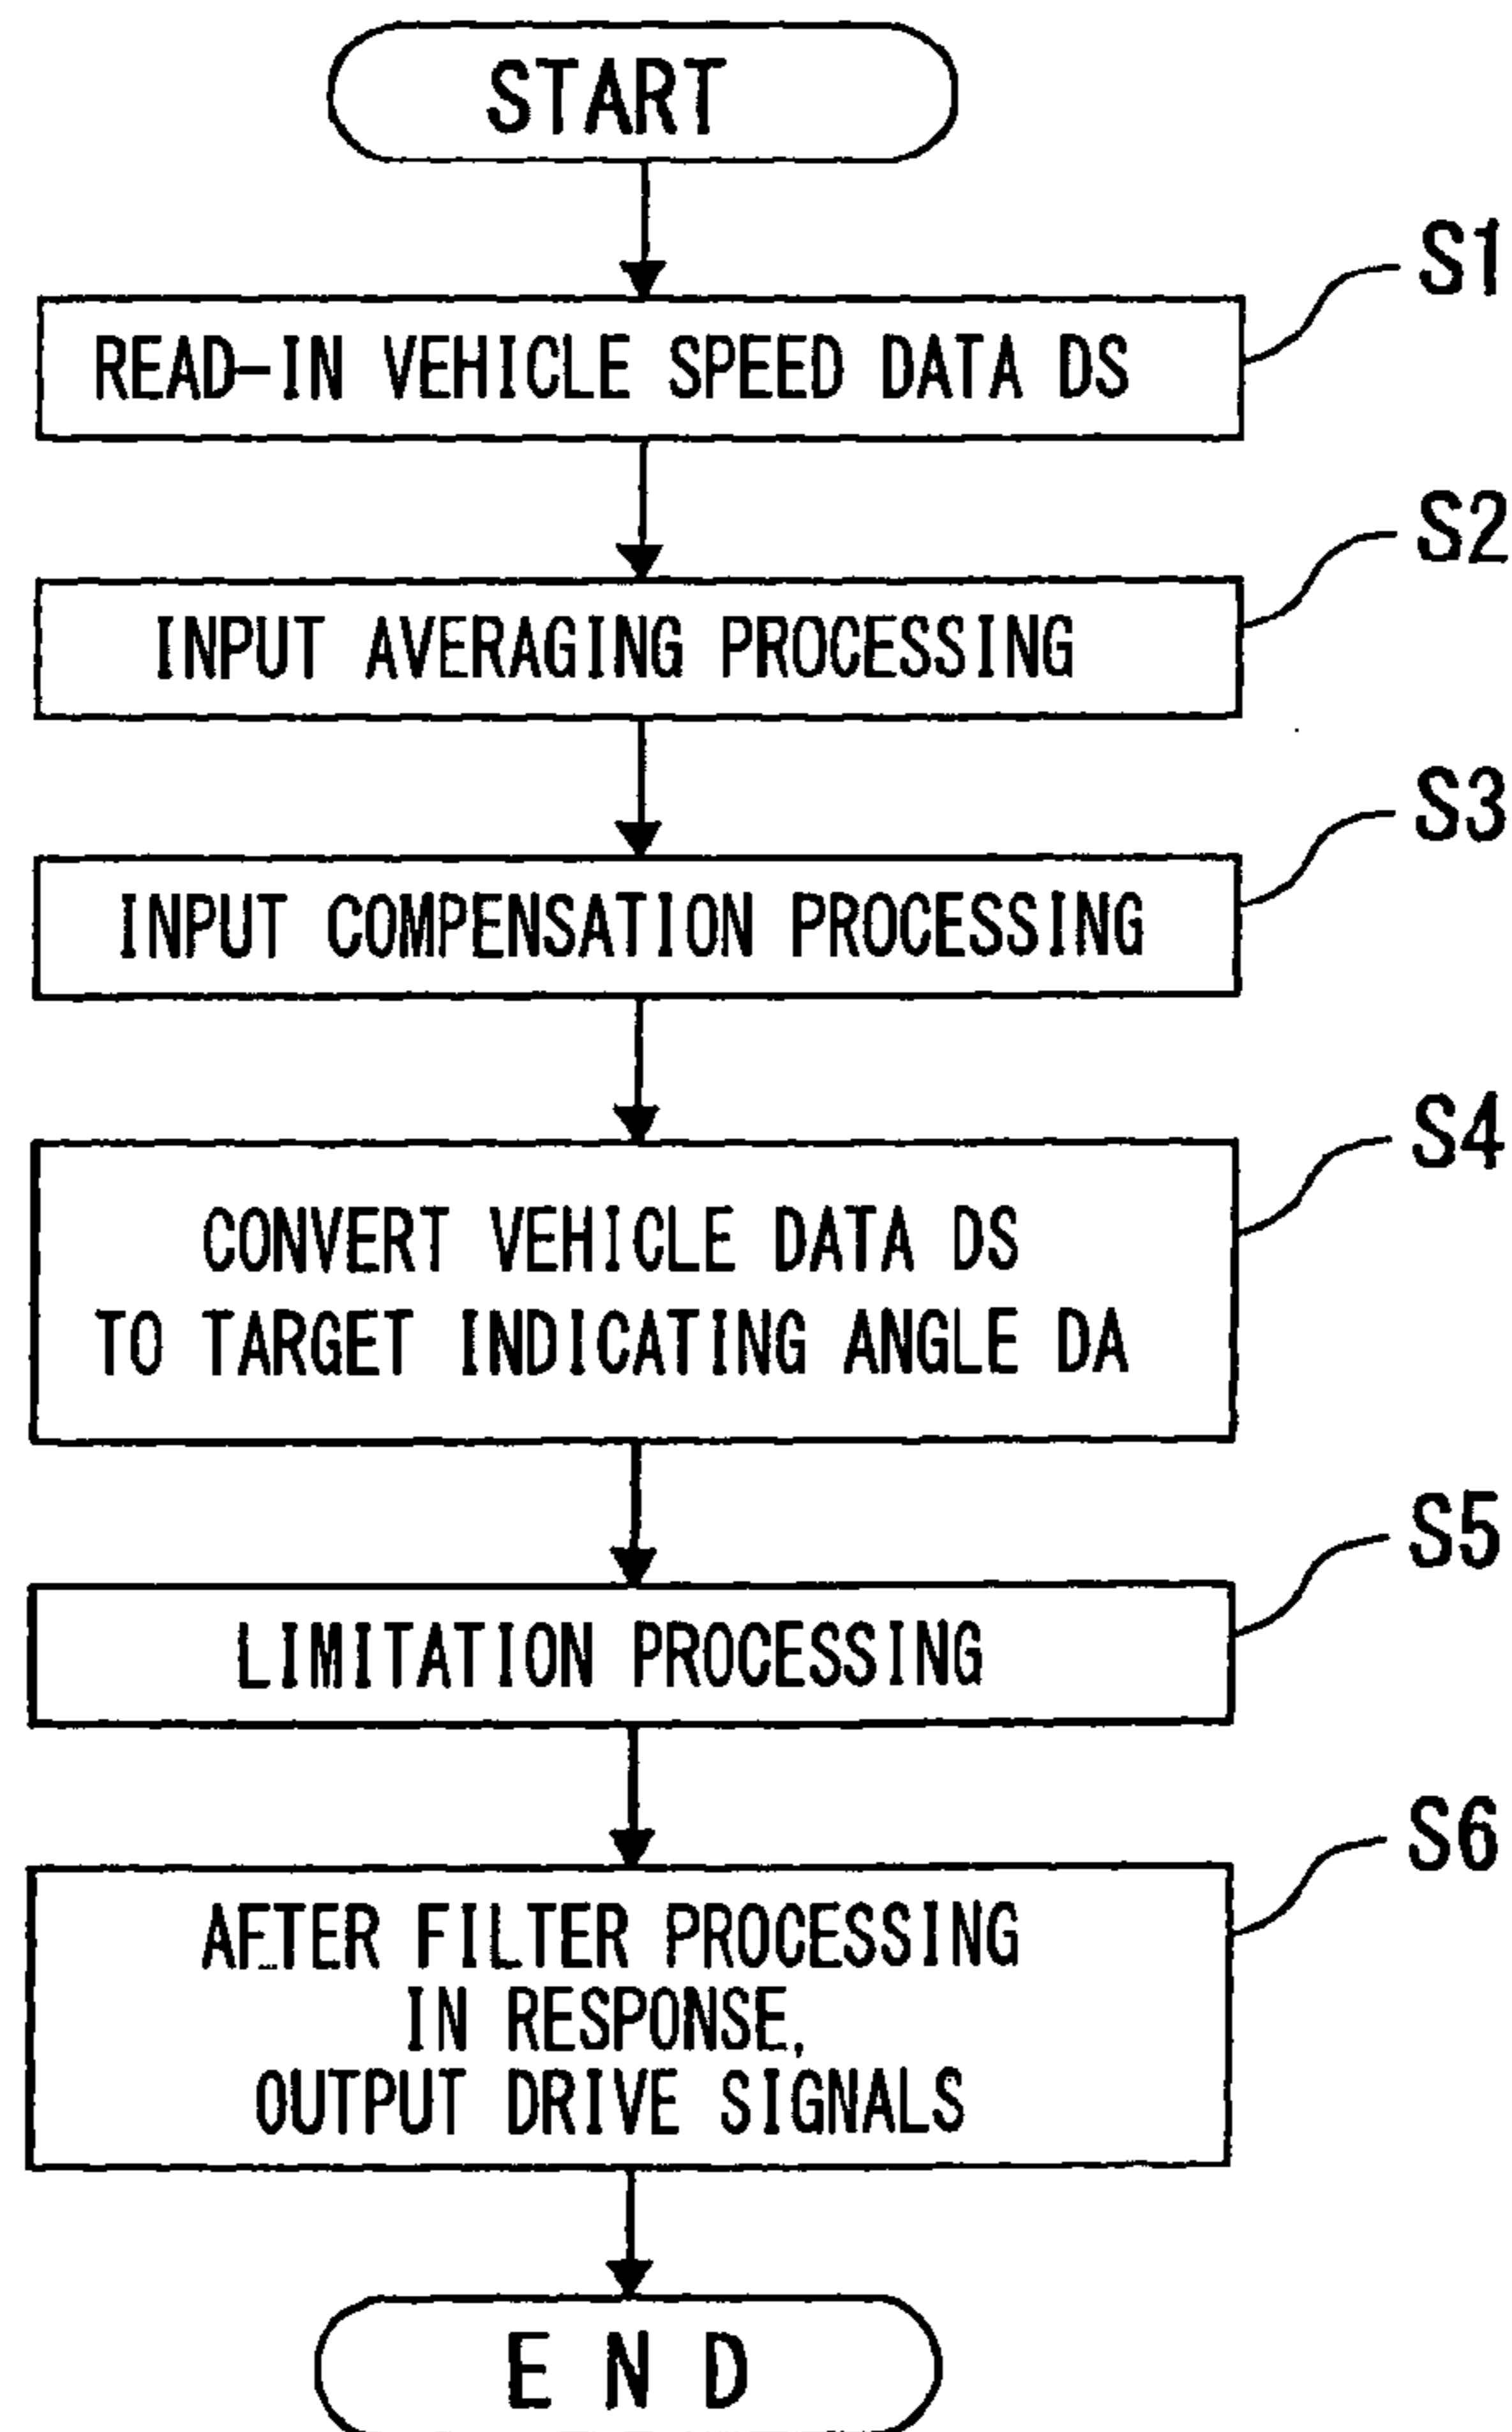 START
S1
READ-IN VEHICLE SPEED DATA DS
S2
INPUT AVERAGING PROCESSING
S3
INPUT COMPENSATION PROCESSING
S4
CONVERT VEHICLE DATA DS
TO TARGET INDICATING ANGLE DA
S5
LIMITATION PROCESSING
S6
AFTER FILTER PROCESSING
IN RESPONSE,
OUTPUT DRIVE SIGNALS
END